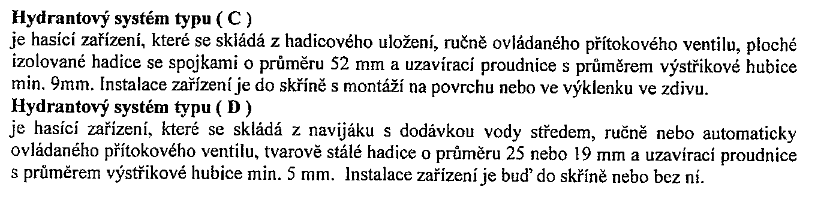 Hydrantový systém typu ( C )
je hasící zařízení, které se skládá z hadicového uložení, ručně ovládaného přítokového ventilu, ploché
izolované hadice se spojkami o průměru 52 mm a uzavírací proudnice s průměrem výstřikové hubice
min. 9mm. Instalace zařízení je do skříně s montáží na povrchu nebo ve výklenku ve zdivu.
Hydrantový systém typu ( D )
je hasící zařízení, které se skládá z navijáku s dodávkou vody středem, ručně nebo automaticky
ovládaného přítokového ventilu, tvarově stálé hadice o průměru 25 nebo 19 mm a uzavírací proudnice
s průměrem výstřikové hubice min. 5 mm. Instalace zařízení je buď do skříně nebo bez ní.